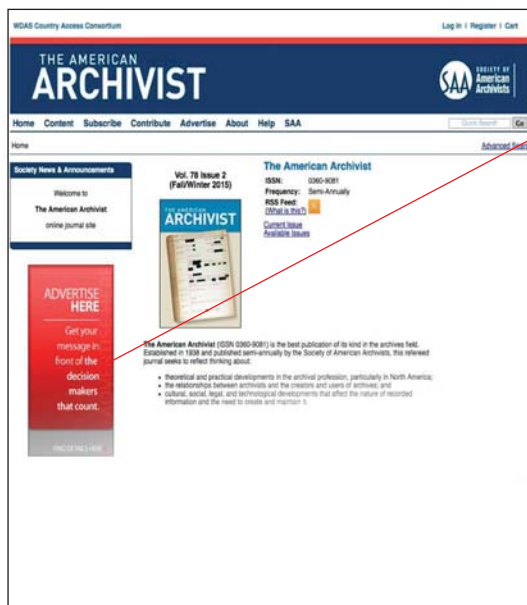 WDAS Country Access Consortium
Log In | Register | Cart
THE AMERICAN
ARCHIVIST
SAA
SOCIETY OF
American
Archivists
Home Content Subscribe Contribute Advertise About Help SAA
Quick Search Go
Home
Advanced Sear
Society News & Announcements
Welcome to
The American Archivist
online journal site
ADVERTISE
HERE
Get your
message in
front of the
decision
makers
that count.
FIND DETAILS HERE
Vol. 78 Issue 2
(Fall/Winter 2015)
THE AMERICAN
ARCHIVIST
The American Archivist
ISSN: 0360-9081
Frequency: Semi-Annually
RSS Feed:
(What is this?)
Current Issue
Available Issues
The American Archivist (ISSN 0360-9081) is the best publication of its kind in the archives field.
Established in 1938 and published semi-annually by the Society of American Archivists, this refereed
journal seeks to reflect thinking about:
• theoretical and practical developments in the archival profession, particularly in North America;
• the relationships between archivists and the creators and users of archives; and
• cultural, social, legal, and technological developments that affect the nature of recorded
information and the need to create and maintain it.